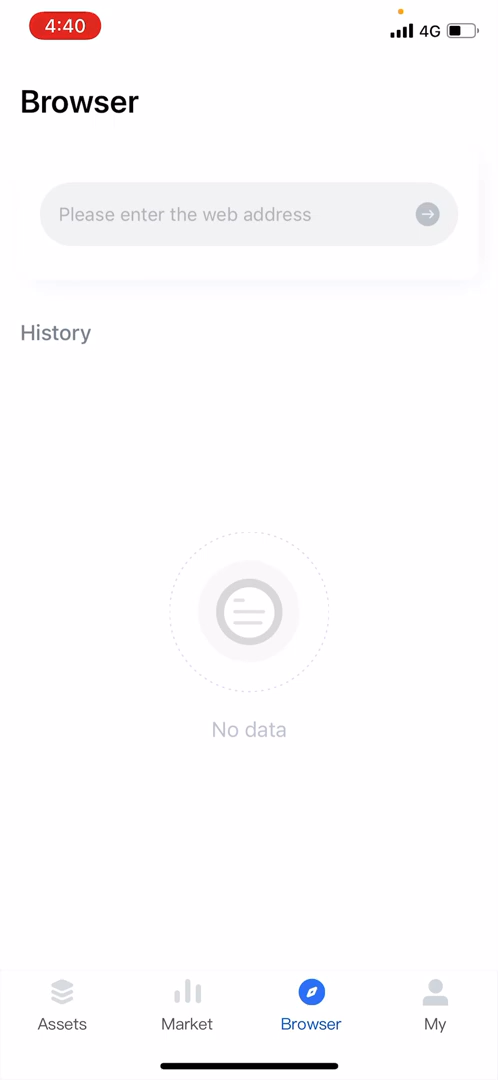 4:40
4G
Browser
Please enter the web address
History
No data
Assets
Market
Browser
My